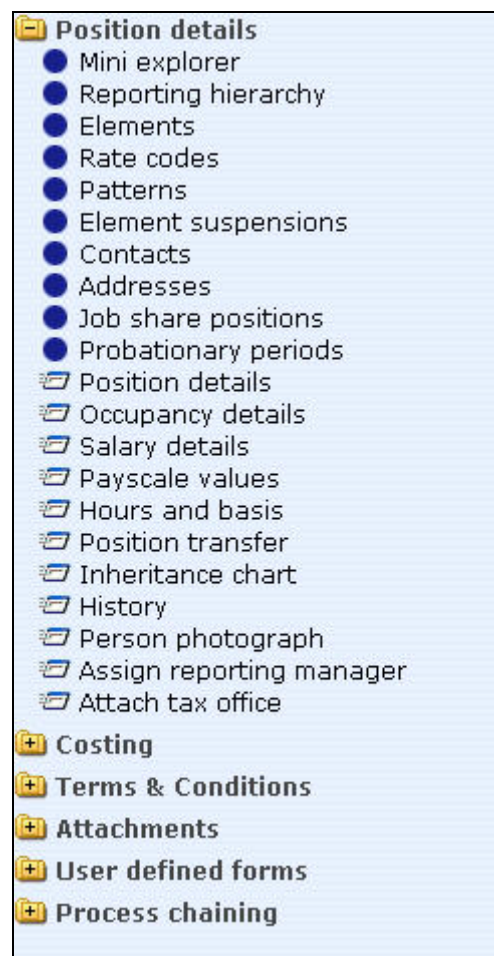 Position details
Mini explorer
Reporting hierarchy
Elements
Rate codes
Patterns
Element suspensions
Contacts
Addresses
Job share positions
Probationary periods
Position details
Occupancy details
Salary details
Payscale values
Hours and basis
Position transfer
Inheritance chart
History
Person photograph
Assign reporting manager
Attach tax office
Costing
Terms & Conditions
Attachments
User defined forms
Process chaining